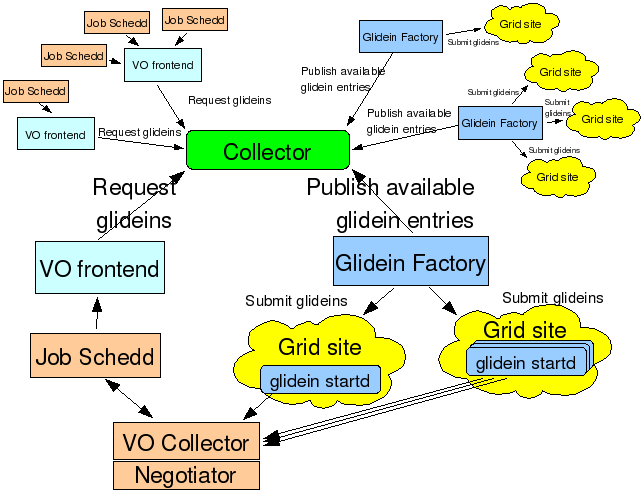 Job Schedd
Job Schedd
Job Schedd
VO frontend
Job Schedd
VO frontend
Request glideins
Request glideins
Glidein Factory
Submit glideins
Grid site
Publish available
glidein entries
Grid site
Submit glideins
Publish available
glidein entries
Glidein Factory
Submit
glideins
Grid site
Submit glideins
Grid site
Collector
Request
glideins
Publish available
glidein entries
VO frontend
Glidein Factory
Submit glideins
Submit glideins
Job Schedd
Grid site
glidein startd
Grid site
glidein startd
VO Collector
Negotiator